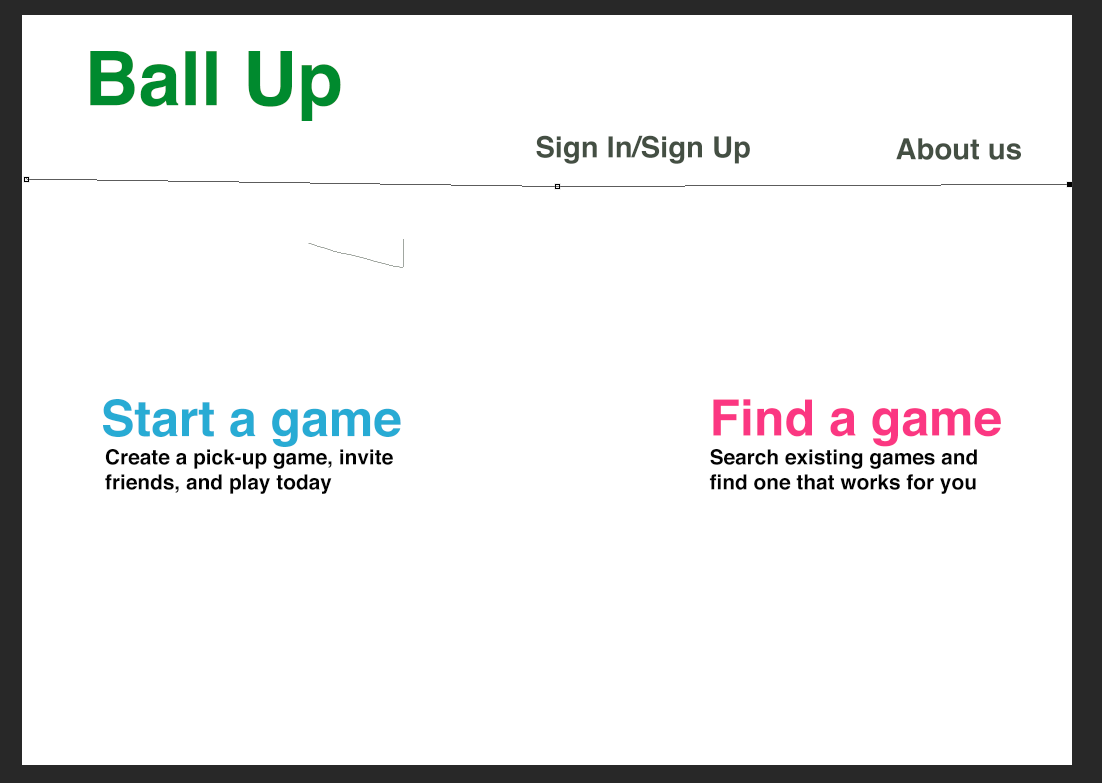 Ball Up
Sign In/Sign Up
About us
Start a game
Create a pick-up game, invite
friends, and play today
Find a game
Search existing games and
find one that works for you